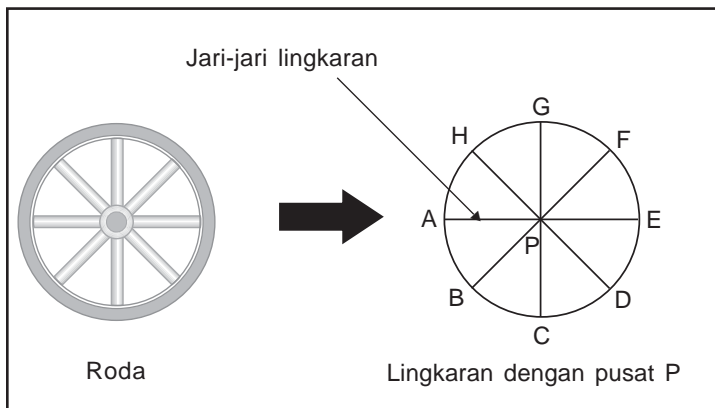 Jari-jari lingkaran
G
H
F
A
E
P
B
D
C
Roda
Lingkaran dengan pusat P